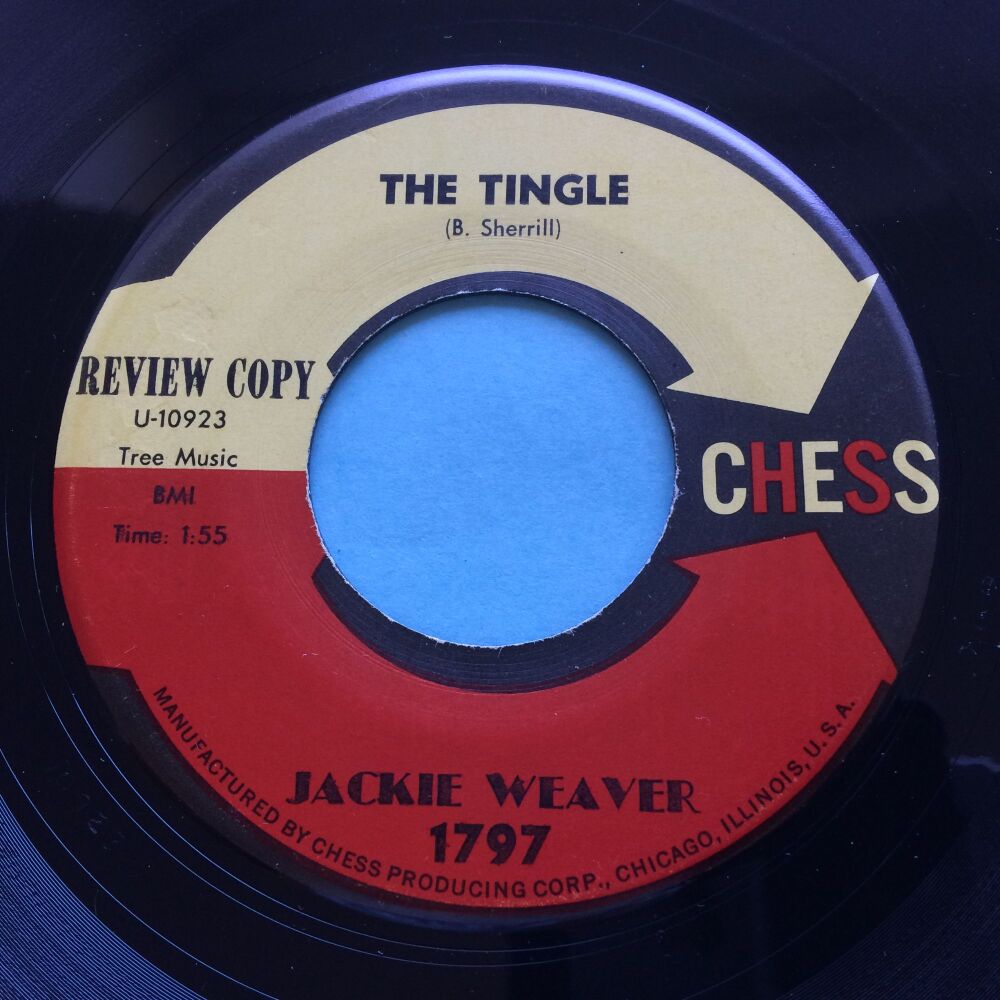 THE TINGLE
(B. Sherrill)
REVIEW COPY
U-10923
Tree Music
BMI
Time: 1:55
CHESS
JACKIE WEAVER
1797
MANUFACTURED BY CHESS PRODUCING CORP., CHICAGO, ILLINOIS, U.S.A.